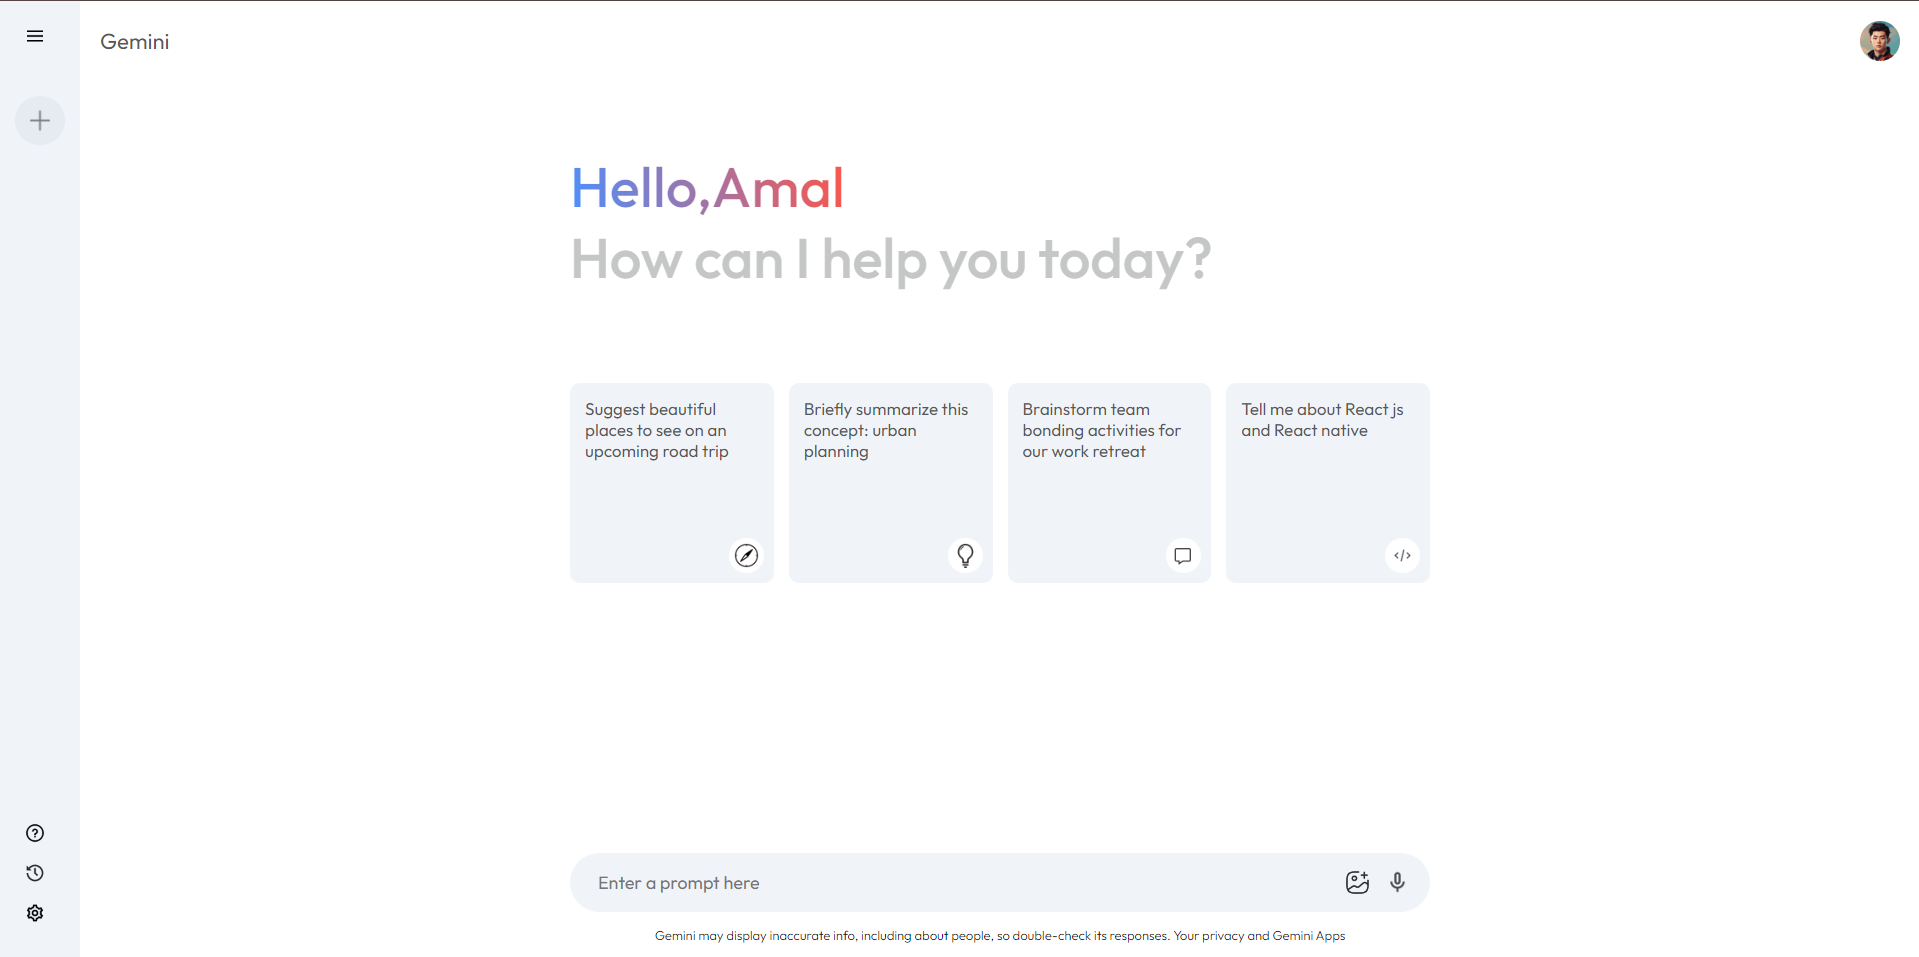 Gemini
Hello,Amal
How can I help you today?
Suggest beautiful
places to see on an
upcoming road trip
Briefly summarize this
concept: urban
planning
Brainstorm team
bonding activities for
our work retreat
Tell me about React js
and React native
Enter a prompt here
Gemini may display inaccurate info, including about people, so double-check its responses. Your privacy and Gemini Apps